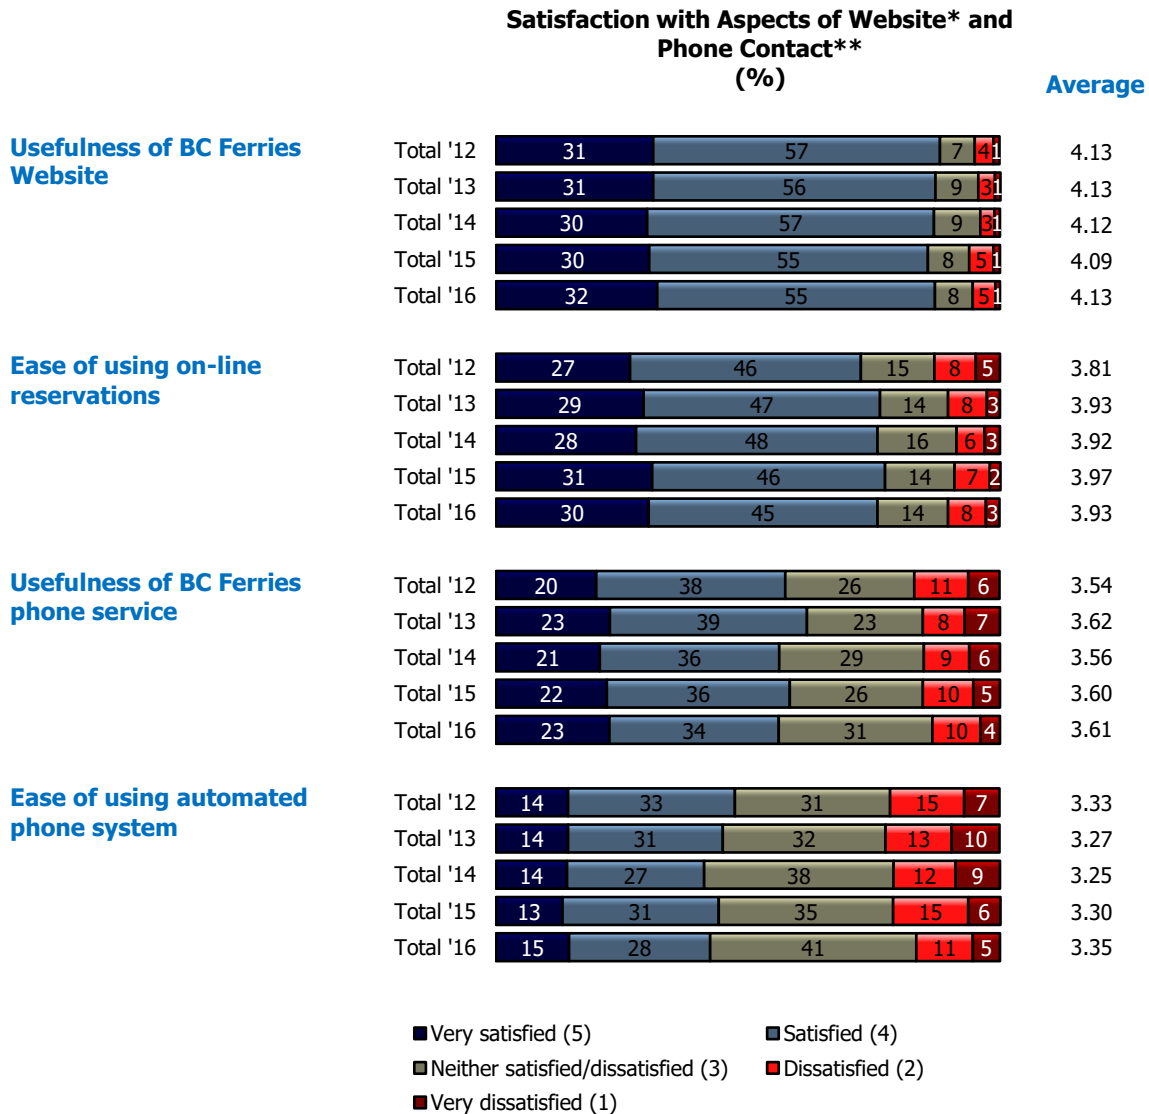 Satisfaction with Aspects of Website* and
Phone Contact**
(%)
Average
Usefulness of BC Ferries
Website
Total '12 31 57 7 4 1 4.13
Total '13 31 56 9 3 1 4.13
Total '14 30 57 9 3 1 4.12
Total '15 30 55 8 5 1 4.09
Total '16 32 55 8 5 1 4.13
Ease of using on-line
reservations
Total '12 27 46 15 8 5 3.81
Total '13 29 47 14 8 3 3.93
Total '14 28 48 16 6 3 3.92
Total '15 31 46 14 7 2 3.97
Total '16 30 45 14 8 3 3.93
Usefulness of BC Ferries
phone service
Total '12 20 38 26 11 6 3.54
Total '13 23 39 23 8 7 3.62
Total '14 21 36 29 9 6 3.56
Total '15 22 36 26 10 5 3.60
Total '16 23 34 31 10 4 3.61
Ease of using automated
phone system
Total '12 14 33 31 15 7 3.33
Total '13 14 31 32 13 10 3.27
Total '14 14 27 38 12 9 3.25
Total '15 13 31 35 15 6 3.30
Total '16 15 28 41 11 5 3.35
Very satisfied (5) Satisfied (4)
Neither satisfied/dissatisfied (3) Dissatisfied (2)
Very dissatisfied (1)